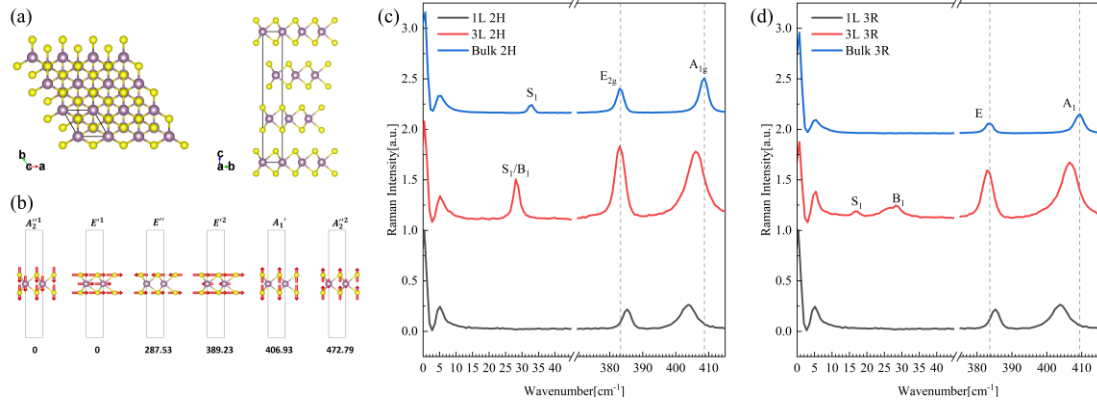 (a)
b
c
a
c
a
b
(b)
A₂''1
E'1
E''
E'2
A₁'
A₂''2
0
0
287.53
389.23
406.93
472.79
(c)
1L 2H
3L 2H
Bulk 2H
S₁
E₂g
A₁g
S₁/B₁
Raman Intensity[a.u.]
3.0
2.5
2.0
1.5
1.0
0.5
0.0
0 5 10 15 20 25 30 35 40 45 380 390 400 410
Wavenumber[cm⁻¹]
(d)
1L 3R
3L 3R
Bulk 3R
E
A₁
S₁
B₁
Raman Intensity[a.u.]
3.0
2.5
2.0
1.5
1.0
0.5
0.0
0 5 10 15 20 25 30 35 40 45 380 390 400 410
Wavenumber[cm⁻¹]